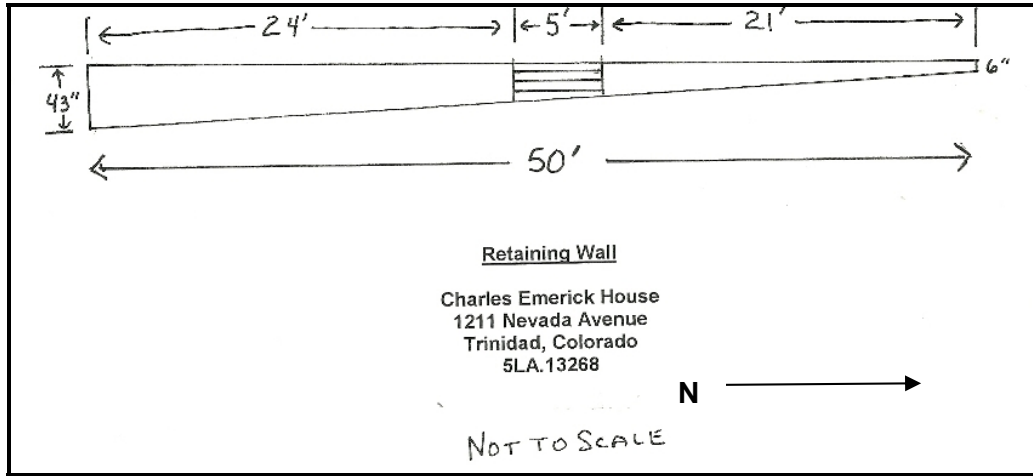 24' 5' 21'
43" 6"
50'
Retaining Wall
Charles Emerick House
1211 Nevada Avenue
Trinidad, Colorado
5LA.13268
N
NOT TO SCALE